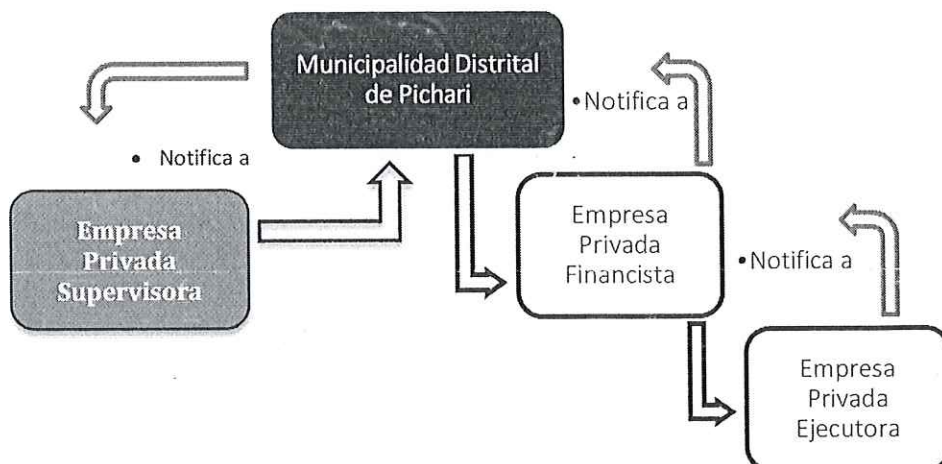 Municipalidad Distrital
de Pichari
• Notifica a
• Notifica a
Empresa
Privada
Supervisora
Empresa
Privada
Financista
• Notifica a
Empresa
Privada
Ejecutora